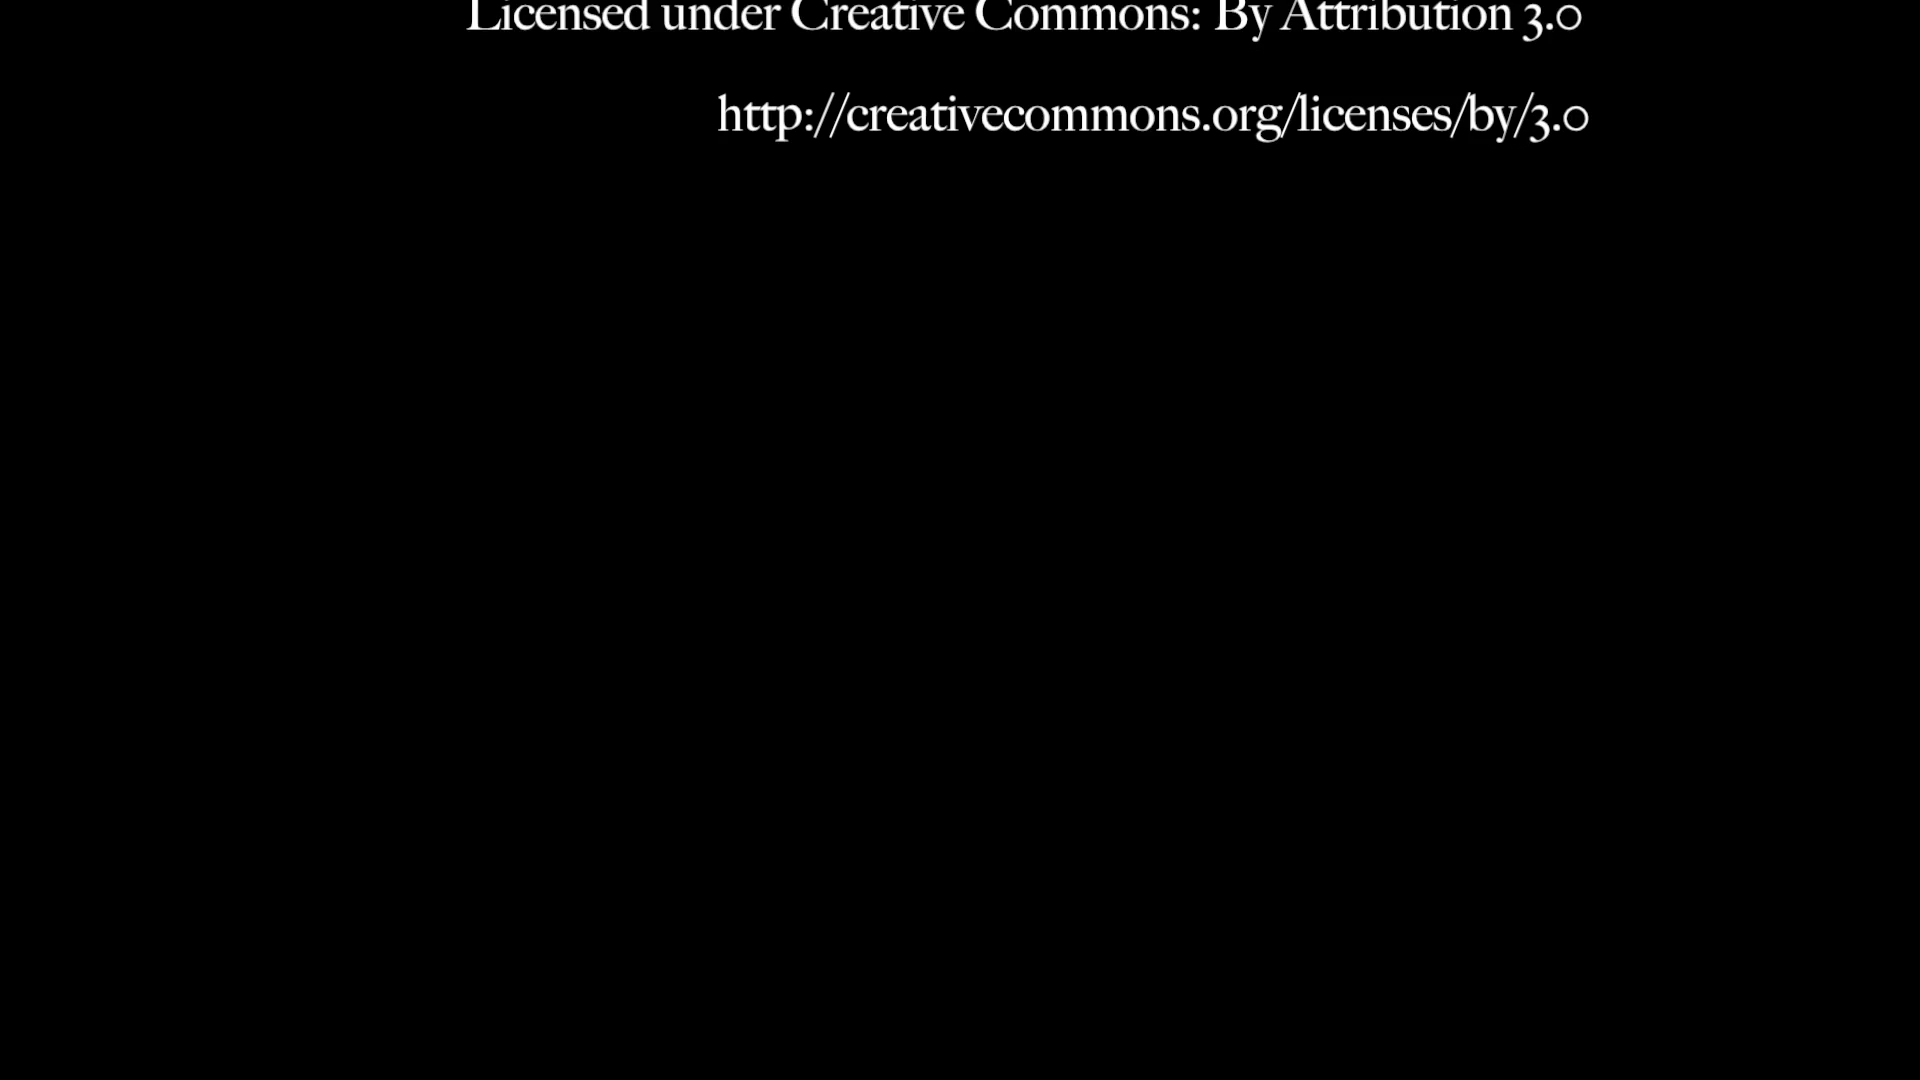 Licensed under Creative Commons: By Attribution 3.0
http://creativecommons.org/licenses/by/3.0